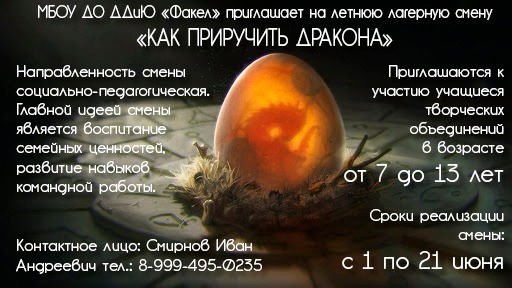 МБОУ ДО ДДиЮ «Факел» приглашает на летнюю лагерную смену
«КАК ПРИРУЧИТЬ ДРАКОНА»
Направленность смены
социально-педагогическая.
Главной идеей смены
является воспитание
семейных ценностей,
развитие навыков
командной работы.
Приглашаются к
участию учащиеся
творческих
объединений
в возрасте
от 7 до 13 лет
Сроки реализации
смены:
с 1 по 21 июня
Контактное лицо: Смирнов Иван
Андреевич тел.: 8-999-495-0235